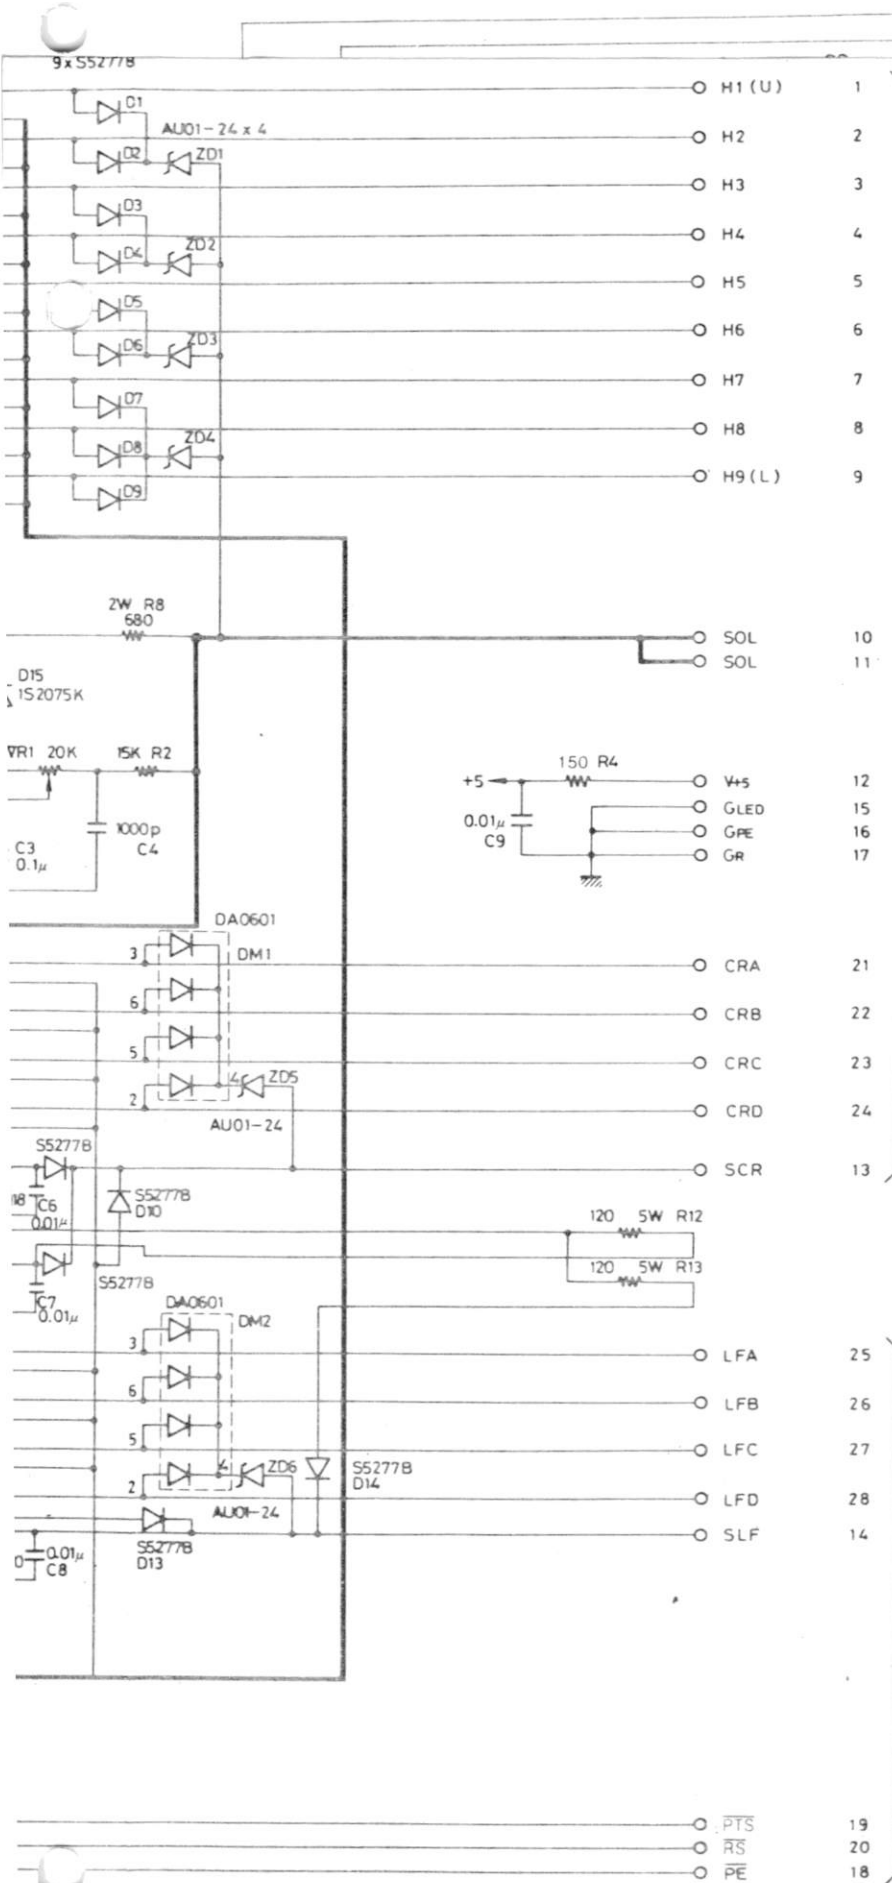 9 x S5277B
H1 (U) 1
D1
AU01-24 x 4
H2 2
D2 ZD1
H3 3
D3
H4 4
D4 ZD2
H5 5
D5
H6 6
D6 ZD3
H7 7
D7
H8 8
D8 ZD4
H9 (L) 9
D9
2W R8
680
SOL 10
SOL 11
D15
1S2075K
VR1 20K 15K R2
150 R4
+5 V+5 12
GLED 15
0.01μ GPE 16
C9 GR 17
1000p
C4
C3
0.1μ
DA0601
3 DM1
CRA 21
6 CRB 22
5 CRC 23
4 ZD5
2 CRD 24
AU01-24
S5277B
SCR 13
S5277B
D10
C6
0.01μ
120 5W R12
120 5W R13
S5277B
C7
0.01μ
DA0601
DM2
3 LFA 25
6 LFB 26
5 LFC 27
4 ZD6 S5277B
D14
2 LFD 28
AU01-24
SLF 14
S5277B
D13
0.01μ
C8
PTS 19
RS 20
PE 18